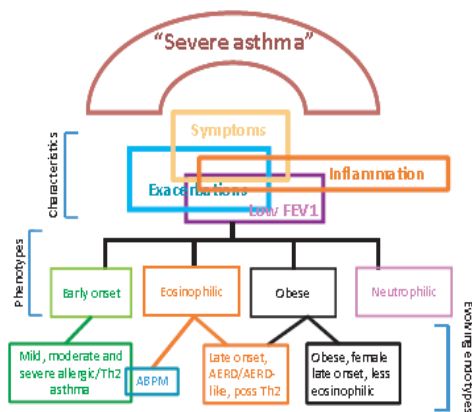 “Severe asthma”
Symptoms
Inflammation
Exacerbations
Low FEV1
characteristics
Phenotypes
Early onset
Eosinophilic
Obese
Neutrophilic
Evolving endotypes
Mild, moderate and
severe allergic/Th2
asthma
ABPM
Late onset,
AERD/AERD-
like, poss Th2
Obese, female
late onset, less
eosinophilic